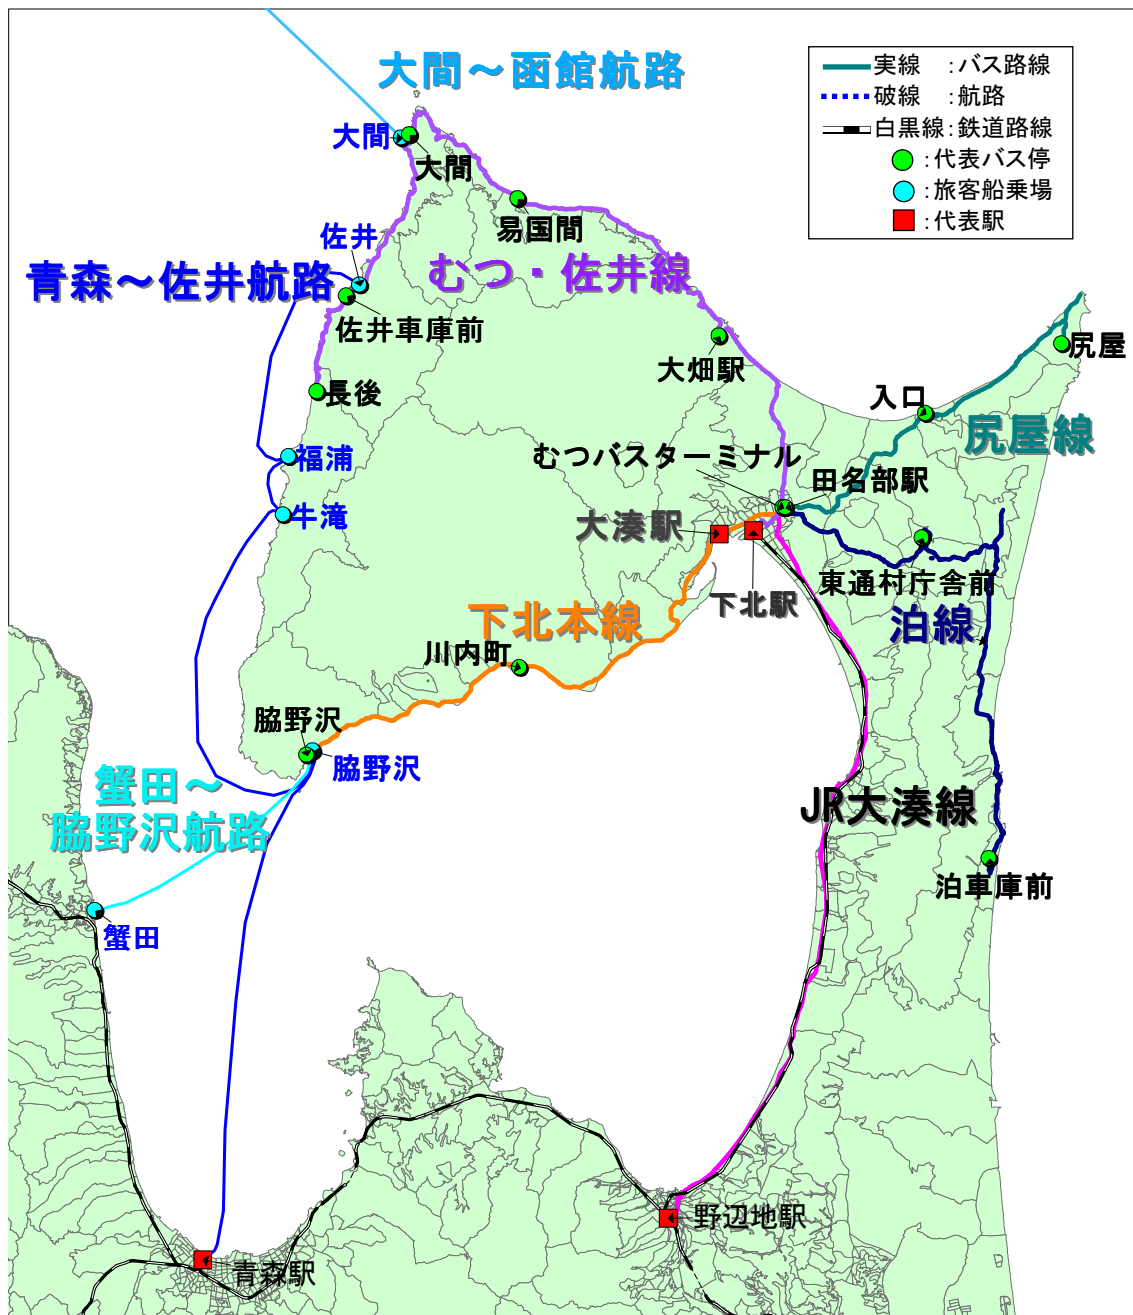 大間～函館航路
実線　：バス路線
破線　：航路
白黒線：鉄道路線
：代表バス停
：旅客船乗場
：代表駅
大間
大間
易国間
佐井
むつ・佐井線
青森～佐井航路
佐井車庫前
大畑駅
尻屋
長後
入口
尻屋線
福浦
むつバスターミナル
田名部駅
牛滝
大湊駅
東通村庁舎前
下北駅
下北本線
泊線
川内町
脇野沢
脇野沢
蟹田～
脇野沢航路
JR大湊線
泊車庫前
蟹田
野辺地駅
青森駅